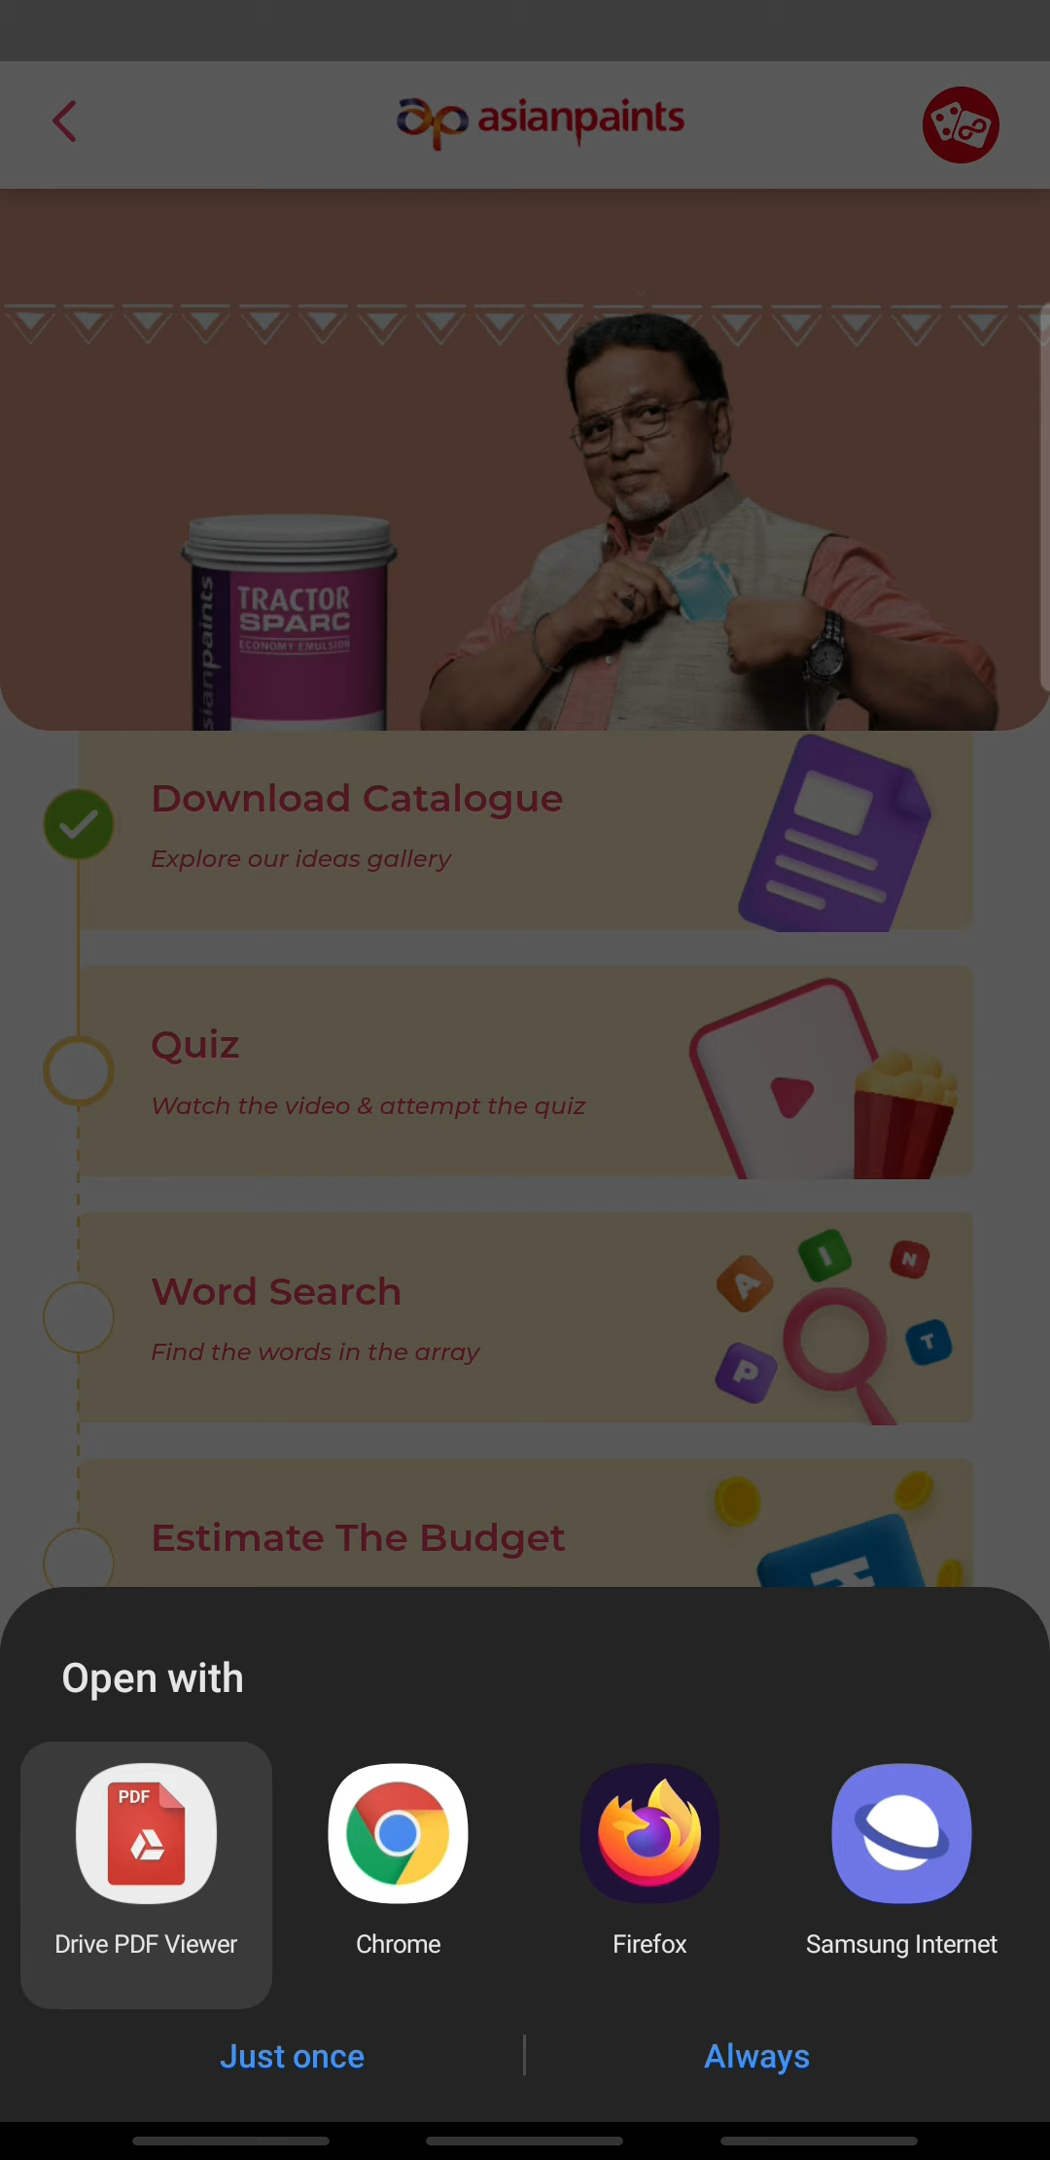 asianpaints
TRACTOR
SPARC
ECONOMY EMULSION
asianpaints
Download Catalogue
Explore our ideas gallery
Quiz
Watch the video & attempt the quiz
Word Search
Find the words in the array
P
A
I
N
T
Estimate The Budget
Open with
PDF
Drive PDF Viewer
Chrome
Firefox
Samsung Internet
Just once
Always